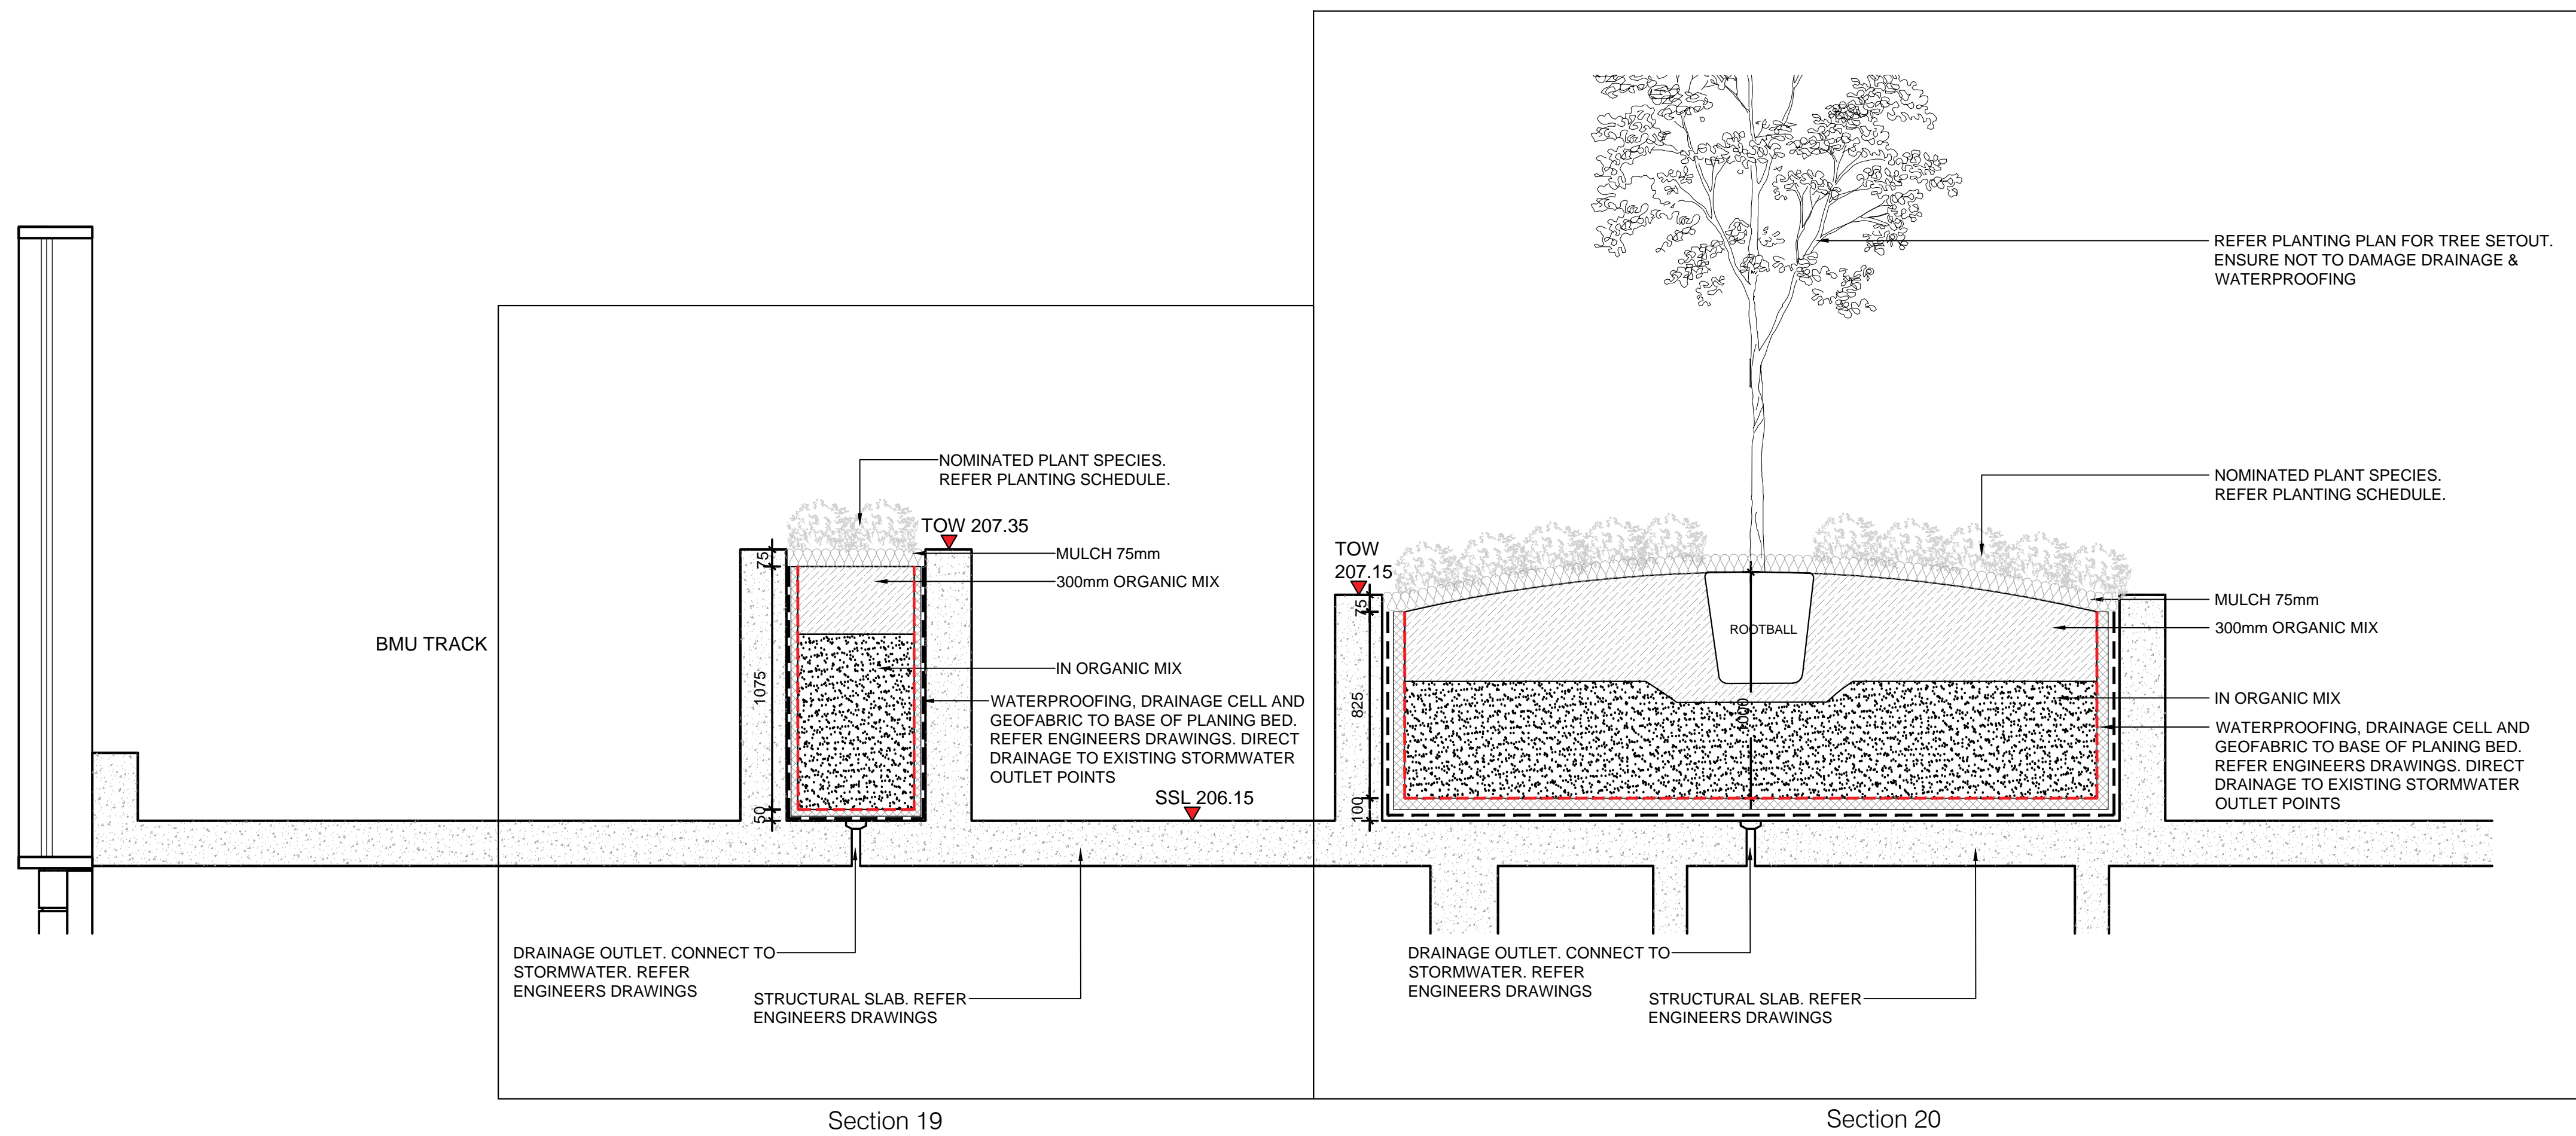 REFER PLANTING PLAN FOR TREE SETOUT.
ENSURE NOT TO DAMAGE DRAINAGE &
WATERPROOFING
NOMINATED PLANT SPECIES.
REFER PLANTING SCHEDULE.
TOW 207.35
75
MULCH 75mm
300mm ORGANIC MIX
BMU TRACK
1075
IN ORGANIC MIX
WATERPROOFING, DRAINAGE CELL AND
GEOFABRIC TO BASE OF PLANING BED.
REFER ENGINEERS DRAWINGS. DIRECT
DRAINAGE TO EXISTING STORMWATER
OUTLET POINTS
50
SSL 206.15
DRAINAGE OUTLET. CONNECT TO
STORMWATER. REFER
ENGINEERS DRAWINGS
STRUCTURAL SLAB. REFER
ENGINEERS DRAWINGS
Section 19
NOMINATED PLANT SPECIES.
REFER PLANTING SCHEDULE.
TOW
207.15
75
MULCH 75mm
ROOTBALL
300mm ORGANIC MIX
825
1000
IN ORGANIC MIX
WATERPROOFING, DRAINAGE CELL AND
GEOFABRIC TO BASE OF PLANING BED.
REFER ENGINEERS DRAWINGS. DIRECT
DRAINAGE TO EXISTING STORMWATER
OUTLET POINTS
100
DRAINAGE OUTLET. CONNECT TO
STORMWATER. REFER
ENGINEERS DRAWINGS
STRUCTURAL SLAB. REFER
ENGINEERS DRAWINGS
Section 20